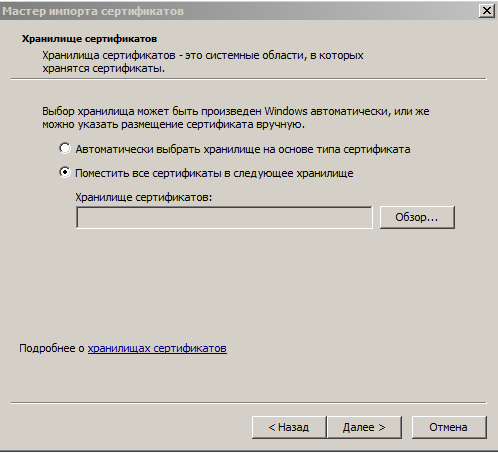 Мастер импорта сертификатов
Хранилище сертификатов
Хранилища сертификатов - это системные области, в которых
хранятся сертификаты.
Выбор хранилища может быть произведен Windows автоматически, или же
можно указать размещение сертификата вручную.
Автоматически выбрать хранилище на основе типа сертификата
Поместить все сертификаты в следующее хранилище
Хранилище сертификатов:
Обзор...
Подробнее о хранилищах сертификатов
< Назад Далее > Отмена